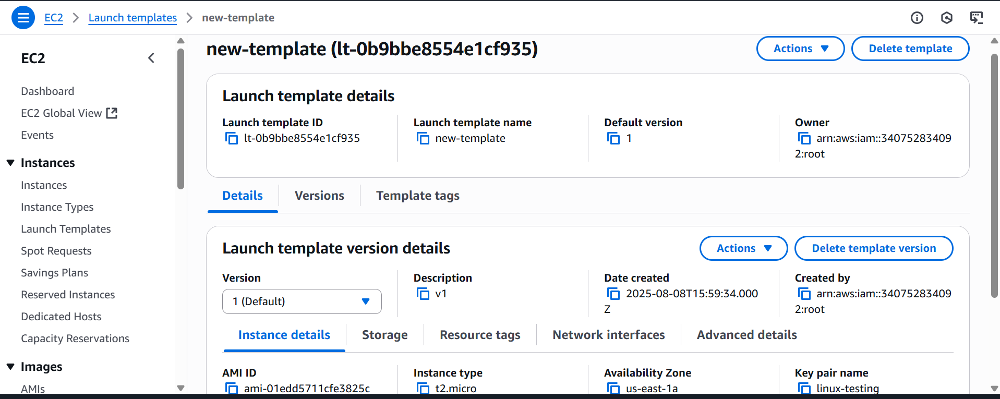 EC2 > Launch templates > new-template
EC2
Dashboard
EC2 Global View
Events
Instances
Instances
Instance Types
Launch Templates
Spot Requests
Savings Plans
Reserved Instances
Dedicated Hosts
Capacity Reservations
Images
AMIs
new-template (lt-0b9bbe8554e1cf935)
Actions
Delete template
Launch template details
Launch template ID
lt-0b9bbe8554e1cf935
Launch template name
new-template
Default version
1
Owner
arn:aws:iam::34075283409
2:root
Details
Versions
Template tags
Launch template version details
Actions
Delete template version
Version
1 (Default)
Description
v1
Date created
2025-08-08T15:59:34.000
Z
Created by
arn:aws:iam::34075283409
2:root
Instance details
Storage
Resource tags
Network interfaces
Advanced details
AMI ID
ami-01edd5711cfe3825c
Instance type
t2.micro
Availability Zone
us-east-1a
Key pair name
linux-testing